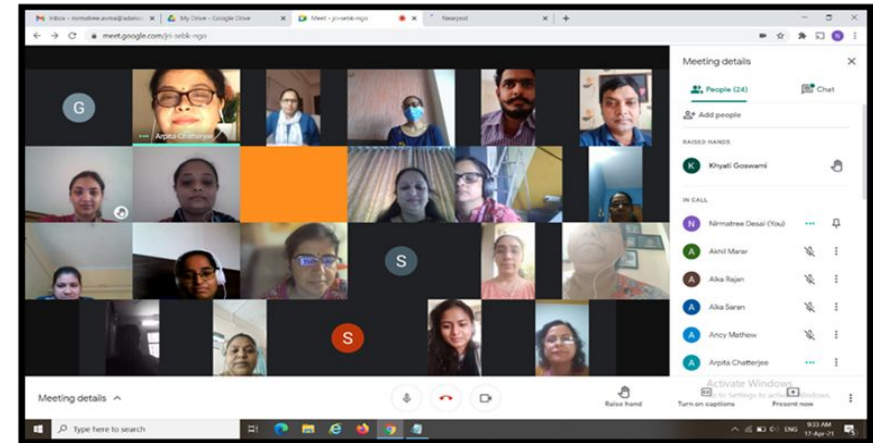 Inbox - nirmatree.avma@adanio
My Drive - Google Drive
Meet - jri-sebk-ngo
Nearpod
meet.google.com/jri-sebk-ngo
Meeting details
People (24)
Chat
Add people
RAISED HANDS
K
Khyati Goswami
IN CALL
N
Nirmatree Desai (You)
A
Akhil Marar
A
Alka Rajan
A
Alka Saran
A
Ancy Mathew
A
Arpita Chatterjee
G
Arpita Chatterjee
S
S
Meeting details
Raise hand
Turn on captions
Present now
Activate Windows
Go to Settings to activate Windows.
Type here to search
ENG
9:33 AM
17-Apr-21